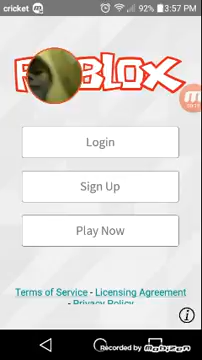 cricket 92% 3:57 PM
R BLOX
Login
Sign Up
Play Now
Terms of Service - Licensing Agreement
- Privacy Policy
Recorded by Mobizen